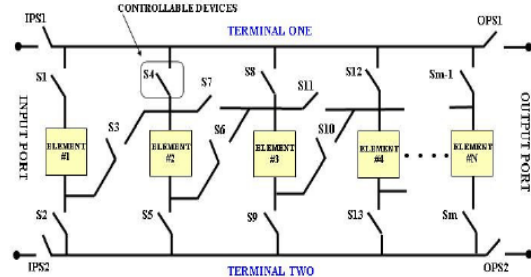 CONTROLLABLE DEVICES
IPS1
TERMINAL ONE
OPS1
S1
S4
S7
S8
S11
S12
Sm-1
INPUT PORT
S3
S6
S10
OUTPUT PORT
ELEMENT #1
ELEMENT #2
ELEMENT #3
ELEMENT #4
ELEMENT #N
S2
S5
S9
S13
Sm
IPS2
TERMINAL TWO
OPS2